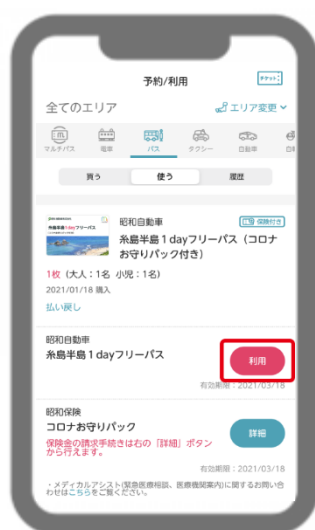 予約/利用
チケット
全てのエリア
エリア変更
マルチパス 電車 バス タクシー 自動車
買う 使う 履歴
昭和自動車
保険付き
糸島半島1dayフリーパス（コロナ
お守りパック付き）
1枚（大人：1名 小児：1名）
2021/01/18 購入
払い戻し
昭和自動車
糸島半島1dayフリーパス
利用
有効期限：2021/03/18
昭和保険
コロナお守りパック
保険金の請求手続きは右の「詳細」ボタン
から行えます。
詳細
有効期限：2021/03/18
・メディカルアシスト(緊急医療相談、医療機関案内)に関するお問い合
わせはこちらをご覧ください。